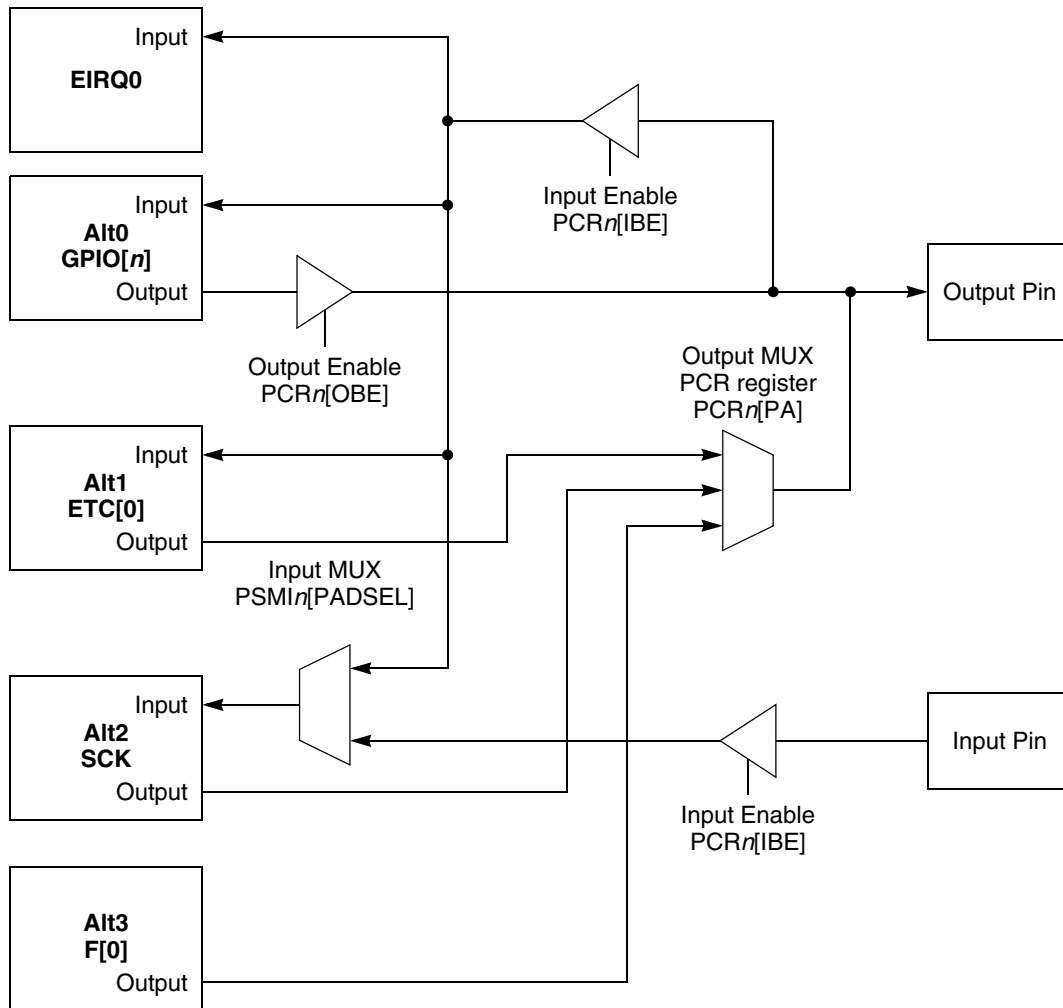 Input
EIRQ0
Input
Alt0
GPIO[n]
Output
Input Enable
PCRn[IBE]
Output Pin
Output Enable
PCRn[OBE]
Output MUX
PCR register
PCRn[PA]
Input
Alt1
ETC[0]
Output
Input MUX
PSMIn[PADSEL]
Input
Alt2
SCK
Output
Input Pin
Input Enable
PCRn[IBE]
Alt3
F[0]
Output